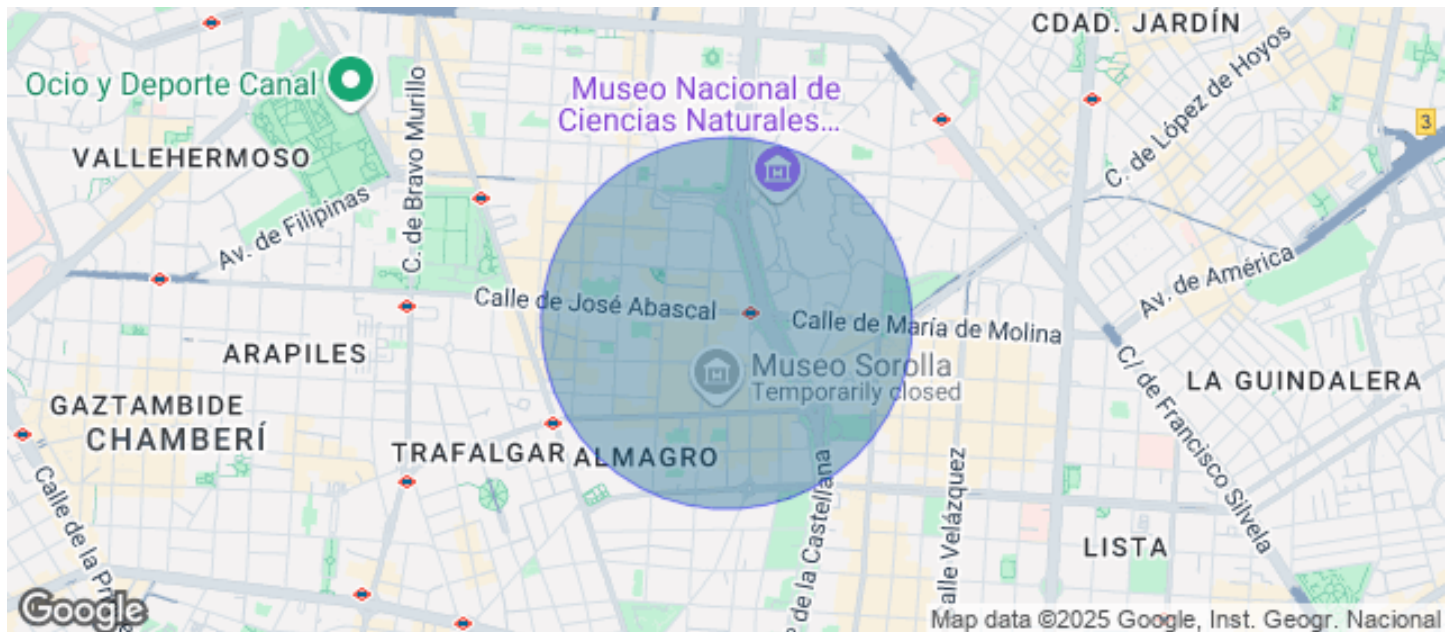 CDAD. JARDÍN
Ocio y Deporte Canal
Museo Nacional de
Ciencias Naturales...
C. de López de Hoyos
3
VALLEHERMOSO
C. de Bravo Murillo
Av. de Filipinas
Av. de América
Calle de José Abascal
Calle de María de Molina
ARAPILES
Museo Sorolla
Temporarily closed
C/ de Francisco Silvela
LA GUINDALERA
GAZTAMBIDE
CHAMBERÍ
TRAFALGAR
ALMAGRO
Calle de la Pr
º de la Castellana
alle Velázquez
LISTA
Google
Map data ©2025 Google, Inst. Geogr. Nacional